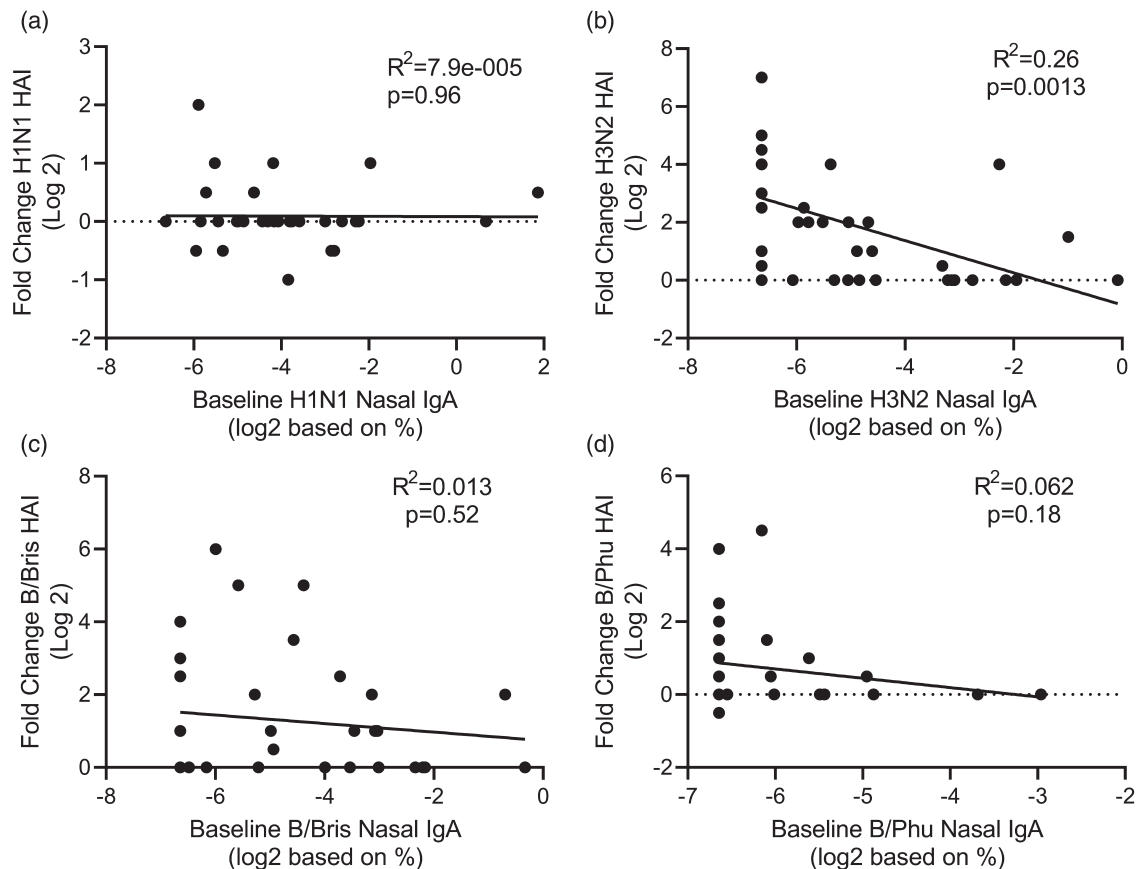 (a)
3
2
1
0
-1
-2
Fold Change H1N1 HAI
(Log 2)
R2=7.9e-005
p=0.96
-8
-6
-4
-2
0
2
Baseline H1N1 Nasal IgA
(log2 based on %)
(b)
8
6
4
2
0
-2
Fold Change H3N2 HAI
(Log 2)
R2=0.26
p=0.0013
-8
-6
-4
-2
0
Baseline H3N2 Nasal IgA
(log2 based on %)
(c)
8
6
4
2
0
Fold Change B/Bris HAI
(Log 2)
R2=0.013
p=0.52
-8
-6
-4
-2
0
Baseline B/Bris Nasal IgA
(log2 based on %)
(d)
6
4
2
0
-2
Fold Change B/Phu HAI
(Log 2)
R2=0.062
p=0.18
-7
-6
-5
-4
-3
-2
Baseline B/Phu Nasal IgA
(log2 based on %)